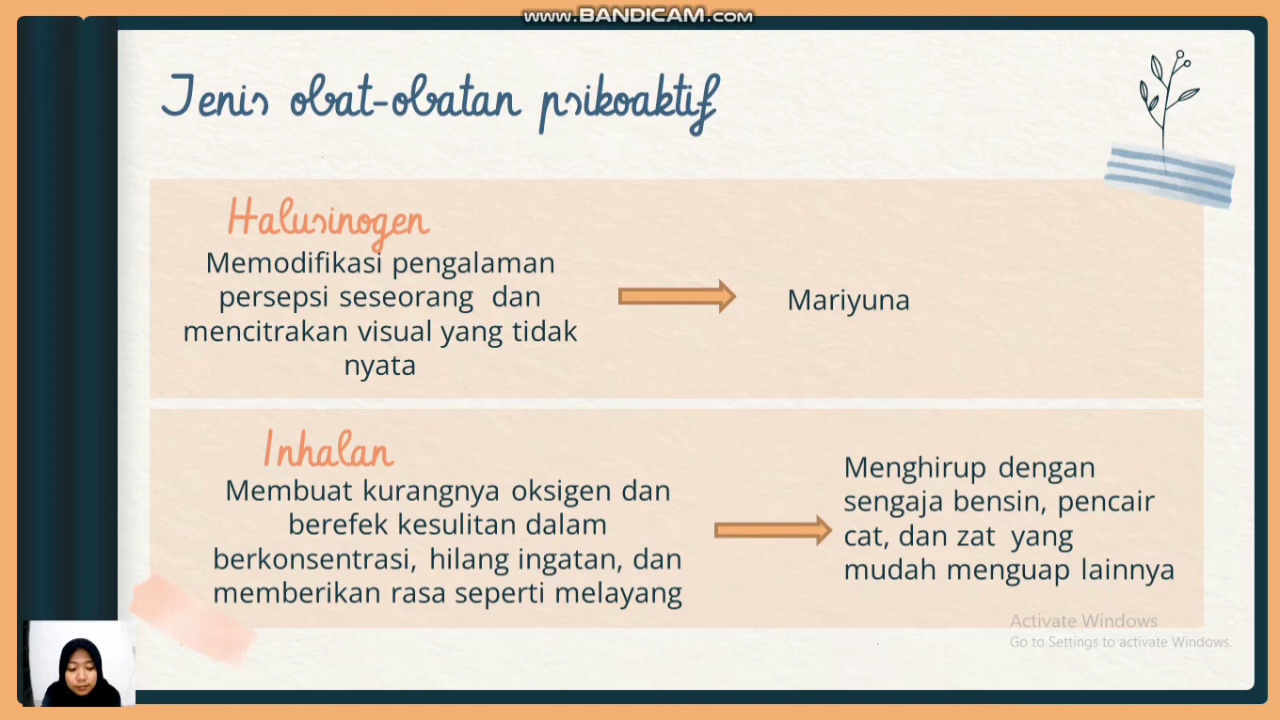 www.BANDICAM.com
Jenis obat-obatan psikoaktif
Halusinogen
Memodifikasi pengalaman
persepsi seseorang dan
mencitrakan visual yang tidak
nyata
Mariyuna
Inhalan
Membuat kurangnya oksigen dan
berefek kesulitan dalam
berkonsentrasi, hilang ingatan, dan
memberikan rasa seperti melayang
Menghirup dengan
sengaja bensin, pencair
cat, dan zat yang
mudah menguap lainnya
Activate Windows
Go to Settings to activate Windows.